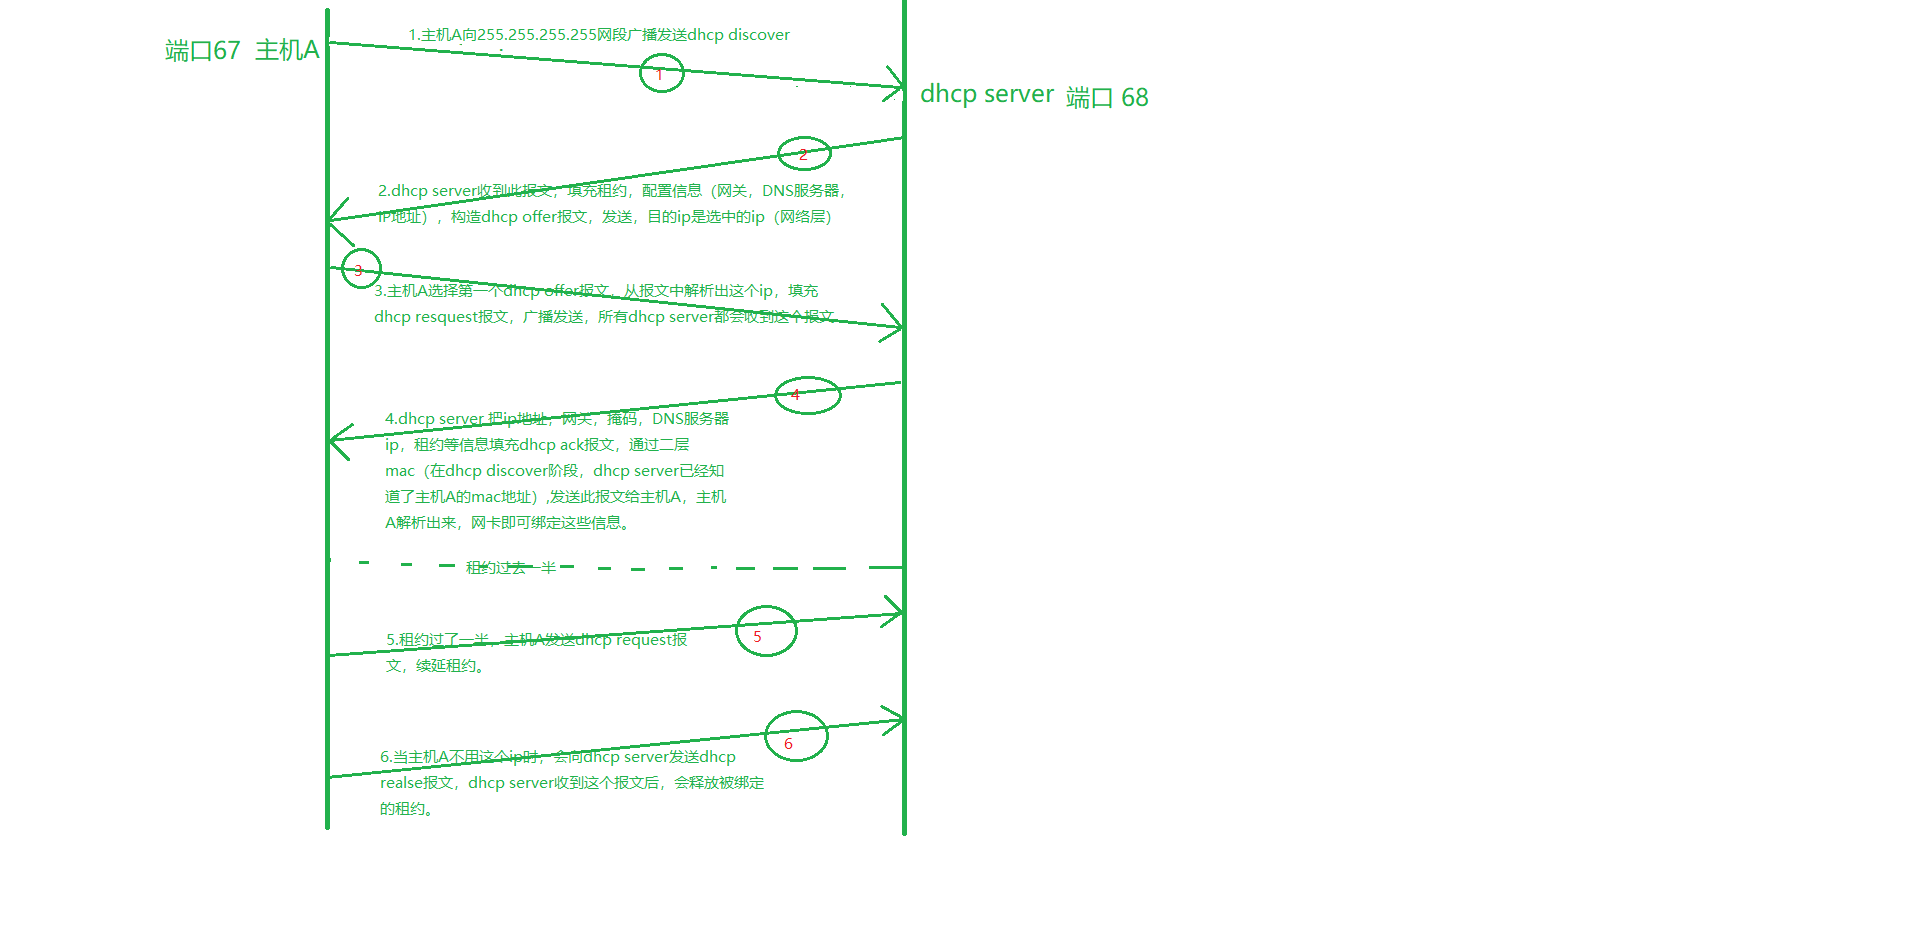 1.主机A向255.255.255.255网段广播发送dhcp discover
端口67 主机A
1
dhcp server 端口 68
2
2.dhcp server收到此报文，填充租约，配置信息（网关，DNS服务器，
IP地址），构造dhcp offer报文，发送，目的ip是选中的ip（网络层）
3
3.主机A选择第一个dhcp offer报文，从报文中解析出这个ip，填充
dhcp resquest报文，广播发送，所有dhcp server都会收到这个报文
4
4.dhcp server 把ip地址，网关，掩码，DNS服务器
ip，租约等信息填充dhcp ack报文，通过二层
mac（在dhcp discover阶段，dhcp server已经知
道了主机A的mac地址）,发送此报文给主机A，主机
A解析出来，网卡即可绑定这些信息。
租约过去一半
5
5.租约过了一半，主机A发送dhcp request报
文，续延租约。
6
6.当主机A不用这个ip时，会向dhcp server发送dhcp
realse报文，dhcp server收到这个报文后，会释放被绑定
的租约。